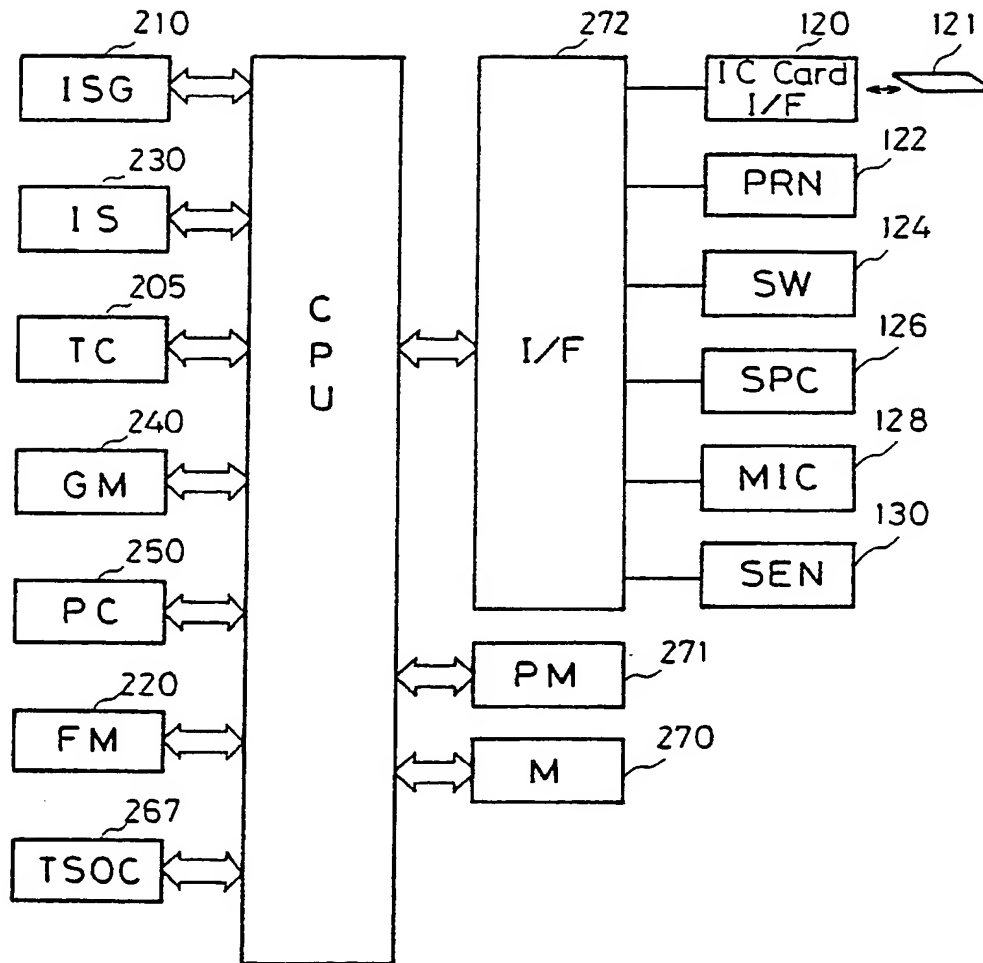 210
ISG
230
IS
205
TC
240
GM
250
PC
220
FM
267
TSOC
C
P
U
272
I/F
120
IC Card
I/F
121
PRN
122
SW
124
SPC
126
MIC
128
SEN
130
PM
271
M
270